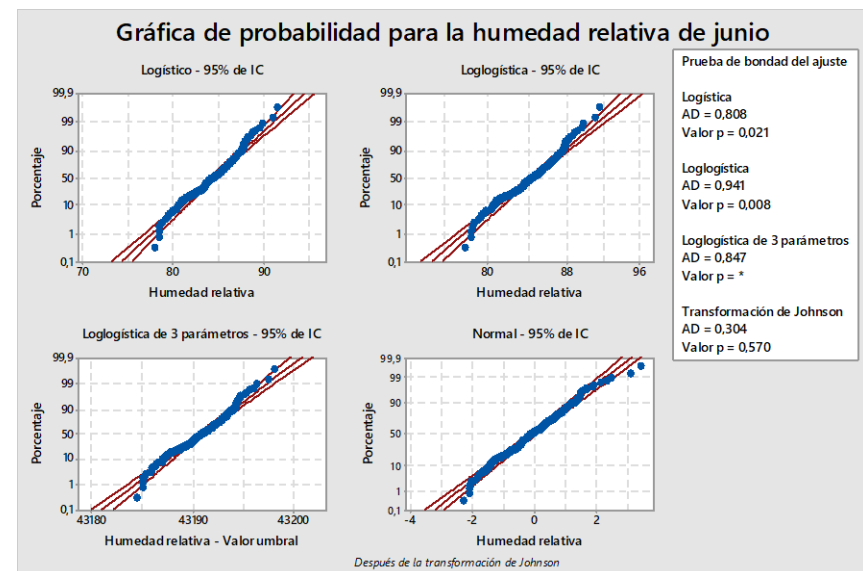 Gráfica de probabilidad para la humedad relativa de junio
Logístico - 95% de IC
99,9
99
90
50
10
1
0,1
Porcentaje
70 80 90
Humedad relativa
Loglogística - 95% de IC
99,9
99
90
50
10
1
0,1
Porcentaje
80 88 96
Humedad relativa
Loglogística de 3 parámetros - 95% de IC
99,9
99
90
50
10
1
0,1
Porcentaje
43180 43190 43200
Humedad relativa - Valor umbral
Normal - 95% de IC
99,9
99
90
50
10
1
0,1
Porcentaje
-4 -2 0 2
Humedad relativa
Después de la transformación de Johnson
Prueba de bondad del ajuste
Logística
AD = 0,808
Valor p = 0,021
Loglogística
AD = 0,941
Valor p = 0,008
Loglogística de 3 parámetros
AD = 0,847
Valor p = *
Transformación de Johnson
AD = 0,304
Valor p = 0,570